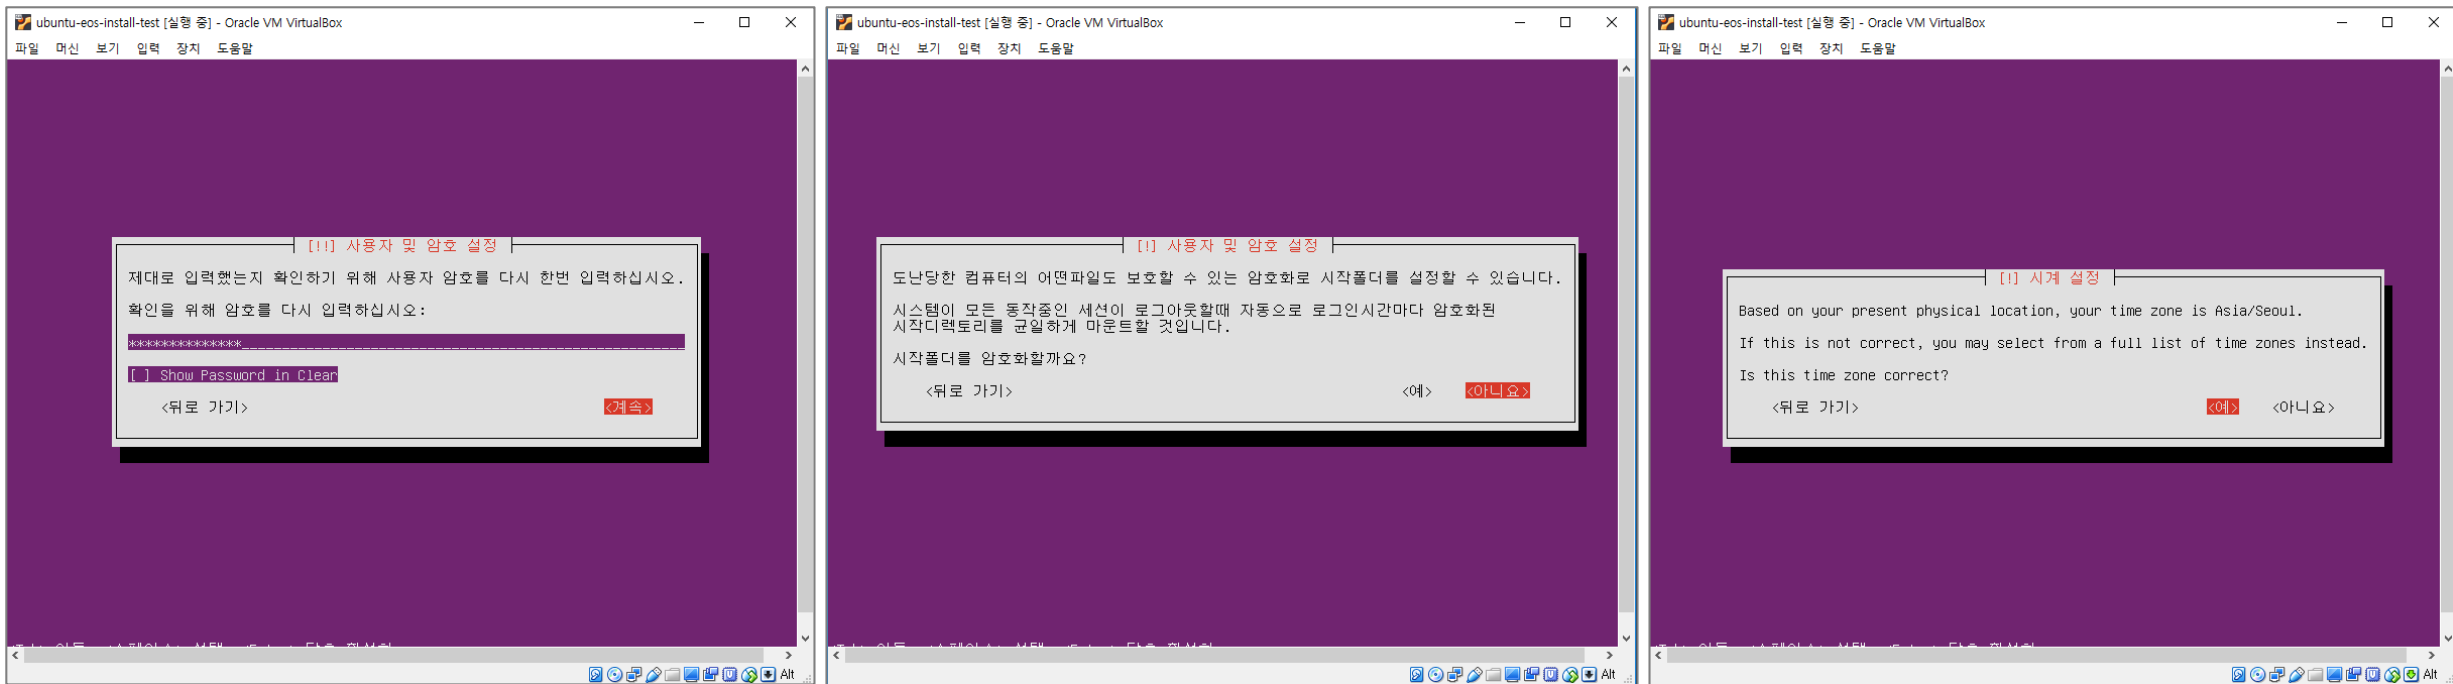 ubuntu-eos-install-test [실행 중] - Oracle VM VirtualBox
파일 머신 보기 입력 장치 도움말
[!!] 사용자 및 암호 설정
제대로 입력했는지 확인하기 위해 사용자 암호를 다시 한번 입력하십시오.
확인을 위해 암호를 다시 입력하십시오:
**************
[ ] Show Password in Clear
<뒤로 가기> <계속>
Alt
ubuntu-eos-install-test [실행 중] - Oracle VM VirtualBox
파일 머신 보기 입력 장치 도움말
[!] 사용자 및 암호 설정
도난당한 컴퓨터의 어떤파일도 보호할 수 있는 암호화로 시작폴더를 설정할 수 있습니다.
시스템이 모든 동작중인 세션이 로그아웃할때 자동으로 로그인시간마다 암호화된
시작디렉토리를 균일하게 마운트할 것입니다.
시작폴더를 암호화할까요?
<뒤로 가기> <예> <아니요>
Alt
ubuntu-eos-install-test [실행 중] - Oracle VM VirtualBox
파일 머신 보기 입력 장치 도움말
[!] 시계 설정
Based on your present physical location, your time zone is Asia/Seoul.
If this is not correct, you may select from a full list of time zones instead.
Is this time zone correct?
<뒤로 가기> <예> <아니요>
Alt